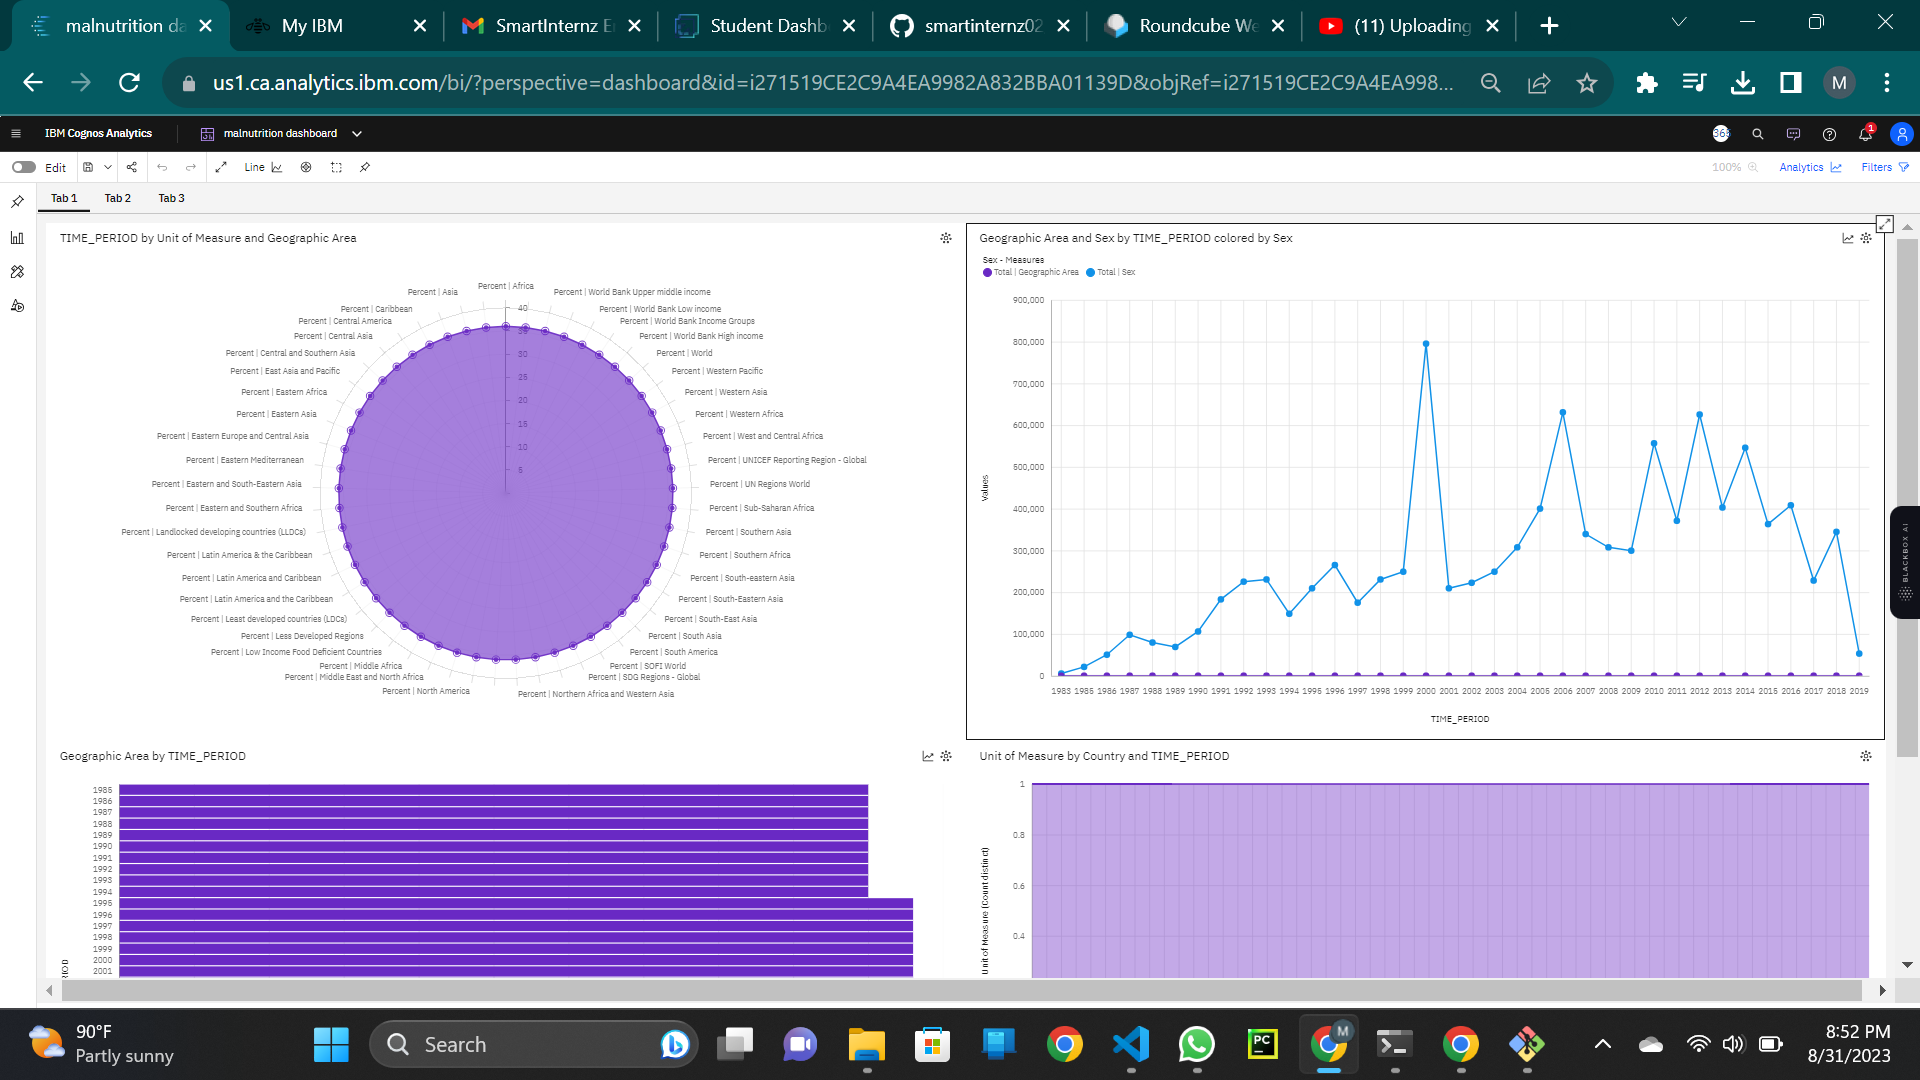 malnutrition da
My IBM
SmartInternz E
Student Dashb
smartinternz02
Roundcube We
(11) Uploading
us1.ca.analytics.ibm.com/bi/?perspective=dashboard&id=i271519CE2C9A4EA9982A832BBA01139D&objRef=i271519CE2C9A4EA998...
M
IBM Cognos Analytics
malnutrition dashboard
1
Edit
Line
100%
Analytics
Filters
Tab 1
Tab 2
Tab 3
TIME_PERIOD by Unit of Measure and Geographic Area
Percent | Africa
Percent | Asia
Percent | World Bank Upper middle income
Percent | Caribbean
40
Percent | World Bank Low income
Percent | Central America
Percent | World Bank Income Groups
Percent | Central Asia
35
Percent | World Bank High income
Percent | Central and Southern Asia
30
Percent | World
Percent | East Asia and Pacific
25
Percent | Western Pacific
Percent | Eastern Africa
20
Percent | Western Asia
Percent | Eastern Asia
15
Percent | Western Africa
Percent | Eastern Europe and Central Asia
10
Percent | West and Central Africa
Percent | Eastern Mediterranean
5
Percent | UNICEF Reporting Region - Global
Percent | Eastern and South-Eastern Asia
Percent | UN Regions World
Percent | Eastern and Southern Africa
Percent | Sub-Saharan Africa
Percent | Landlocked developing countries (LLDCs)
Percent | Southern Asia
Percent | Latin America & the Caribbean
Percent | Southern Africa
Percent | Latin America and Caribbean
Percent | South-eastern Asia
Percent | Latin America and the Caribbean
Percent | South-Eastern Asia
Percent | Least developed countries (LDCs)
Percent | South-East Asia
Percent | Less Developed Regions
Percent | South Asia
Percent | Low Income Food Deficient Countries
Percent | South America
Percent | Middle Africa
Percent | SOFI World
Percent | Middle East and North Africa
Percent | SDG Regions - Global
Percent | North America
Percent | Northern Africa and Western Asia
Geographic Area and Sex by TIME_PERIOD colored by Sex
Sex - Measures
Total | Geographic Area
Total | Sex
900,000
800,000
700,000
600,000
500,000
400,000
300,000
200,000
100,000
0
Values
1983 1985 1986 1987 1988 1989 1990 1991 1992 1993 1994 1995 1996 1997 1998 1999 2000 2001 2002 2003 2004 2005 2006 2007 2008 2009 2010 2011 2012 2013 2014 2015 2016 2017 2018 2019
TIME_PERIOD
BLACKBOX AI
Geographic Area by TIME_PERIOD
1985
1986
1987
1988
1989
1990
1991
1992
1993
1994
1995
1996
1997
1998
1999
2000
2001
Unit of Measure by Country and TIME_PERIOD
1
0.8
0.6
0.4
Unit of Measure (Count distinct)
90°F
Partly sunny
Search
PC
M
8:52 PM
8/31/2023